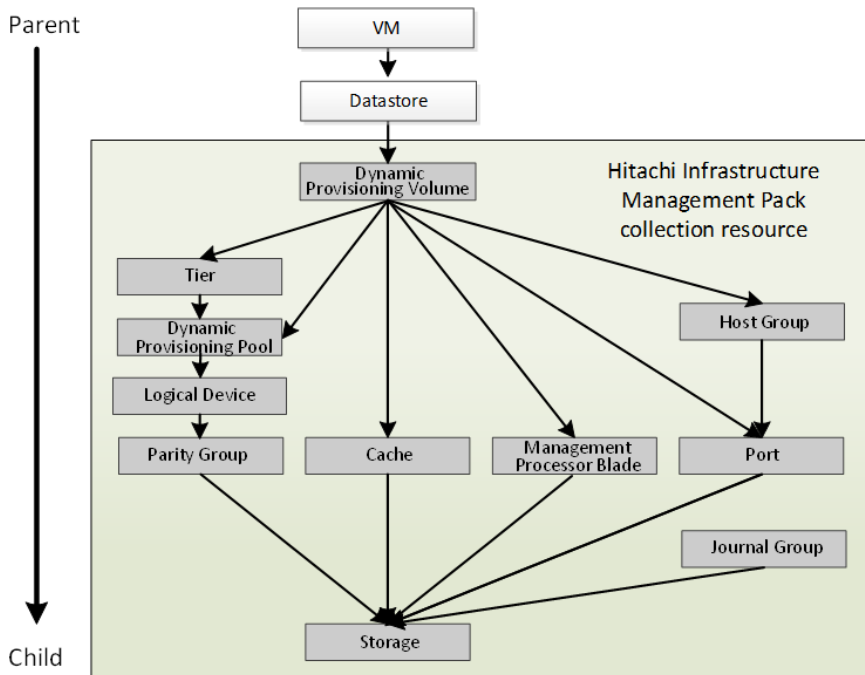 Parent
VM
Datastore
Dynamic
Provisioning Volume
Hitachi Infrastructure
Management Pack
collection resource
Tier
Dynamic
Provisioning Pool
Host Group
Logical Device
Parity Group
Cache
Management
Processor Blade
Port
Journal Group
Storage
Child